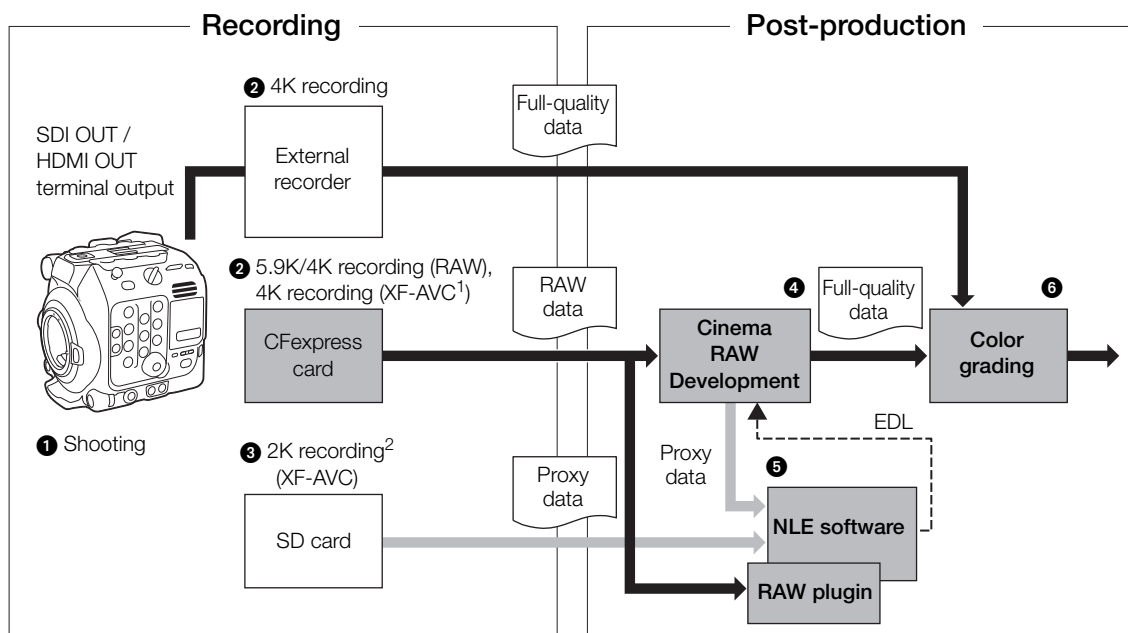 Recording
Post-production
❷ 4K recording
Full-quality
data
SDI OUT /
HDMI OUT
terminal output
External
recorder
❷ 5.9K/4K recording (RAW),
4K recording (XF-AVC¹)
RAW
data
❹
Full-quality
data
❻
CFexpress
card
Cinema
RAW
Development
Color
grading
❶ Shooting
EDL
❸ 2K recording²
(XF-AVC)
Proxy
data
Proxy
data
❺
SD card
NLE software
RAW plugin